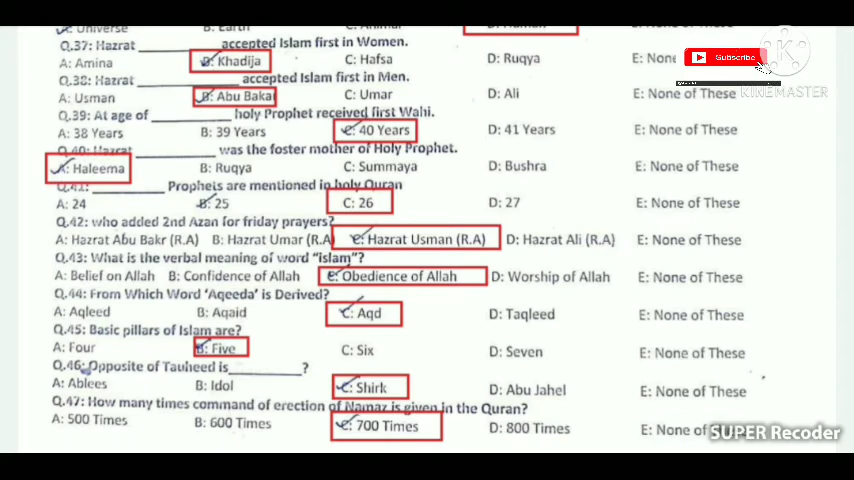 A: Universe B: Earth C: Animal D: Human E: None of These
Q.37: Hazrat ____________ accepted Islam first in Women.
A: Amina B: Khadija C: Hafsa D: Ruqya E: None
Subscribe
Q.38: Hazrat ____________ accepted Islam first in Men.
A: Usman B: Abu Bakar C: Umar D: Ali E: None of These
KINEMASTER
Q.39: At age of ____________ holy Prophet received first Wahi.
A: 38 Years B: 39 Years C: 40 Years D: 41 Years E: None of These
Q.40: Hazrat ____________ was the foster mother of Holy Prophet.
A: Haleema B: Ruqya C: Summaya D: Bushra E: None of These
Q.41: ____________ Prophets are mentioned in holy Quran
A: 24 B: 25 C: 26 D: 27 E: None of These
Q.42: who added 2nd Azan for friday prayers?
A: Hazrat Abu Bakr (R.A) B: Hazrat Umar (R.A) C: Hazrat Usman (R.A) D: Hazrat Ali (R.A) E: None of These
Q.43: What is the verbal meaning of word "islam"?
A: Belief on Allah B: Confidence of Allah C: Obedience of Allah D: Worship of Allah E: None of These
Q.44: From Which Word 'Aqeeda' is Derived?
A: Aqleed B: Aqaid C: Aqd D: Taqleed E: None of These
Q.45: Basic pillars of Islam are?
A: Four B: Five C: Six D: Seven E: None of These
Q.46: Opposite of Tauheed is____________?
A: Ablees B: Idol C: Shirk D: Abu Jahel E: None of These
Q.47: How many times command of erection of Namaz is given in the Quran?
A: 500 Times B: 600 Times C: 700 Times D: 800 Times E: None of These
SUPER Recorder